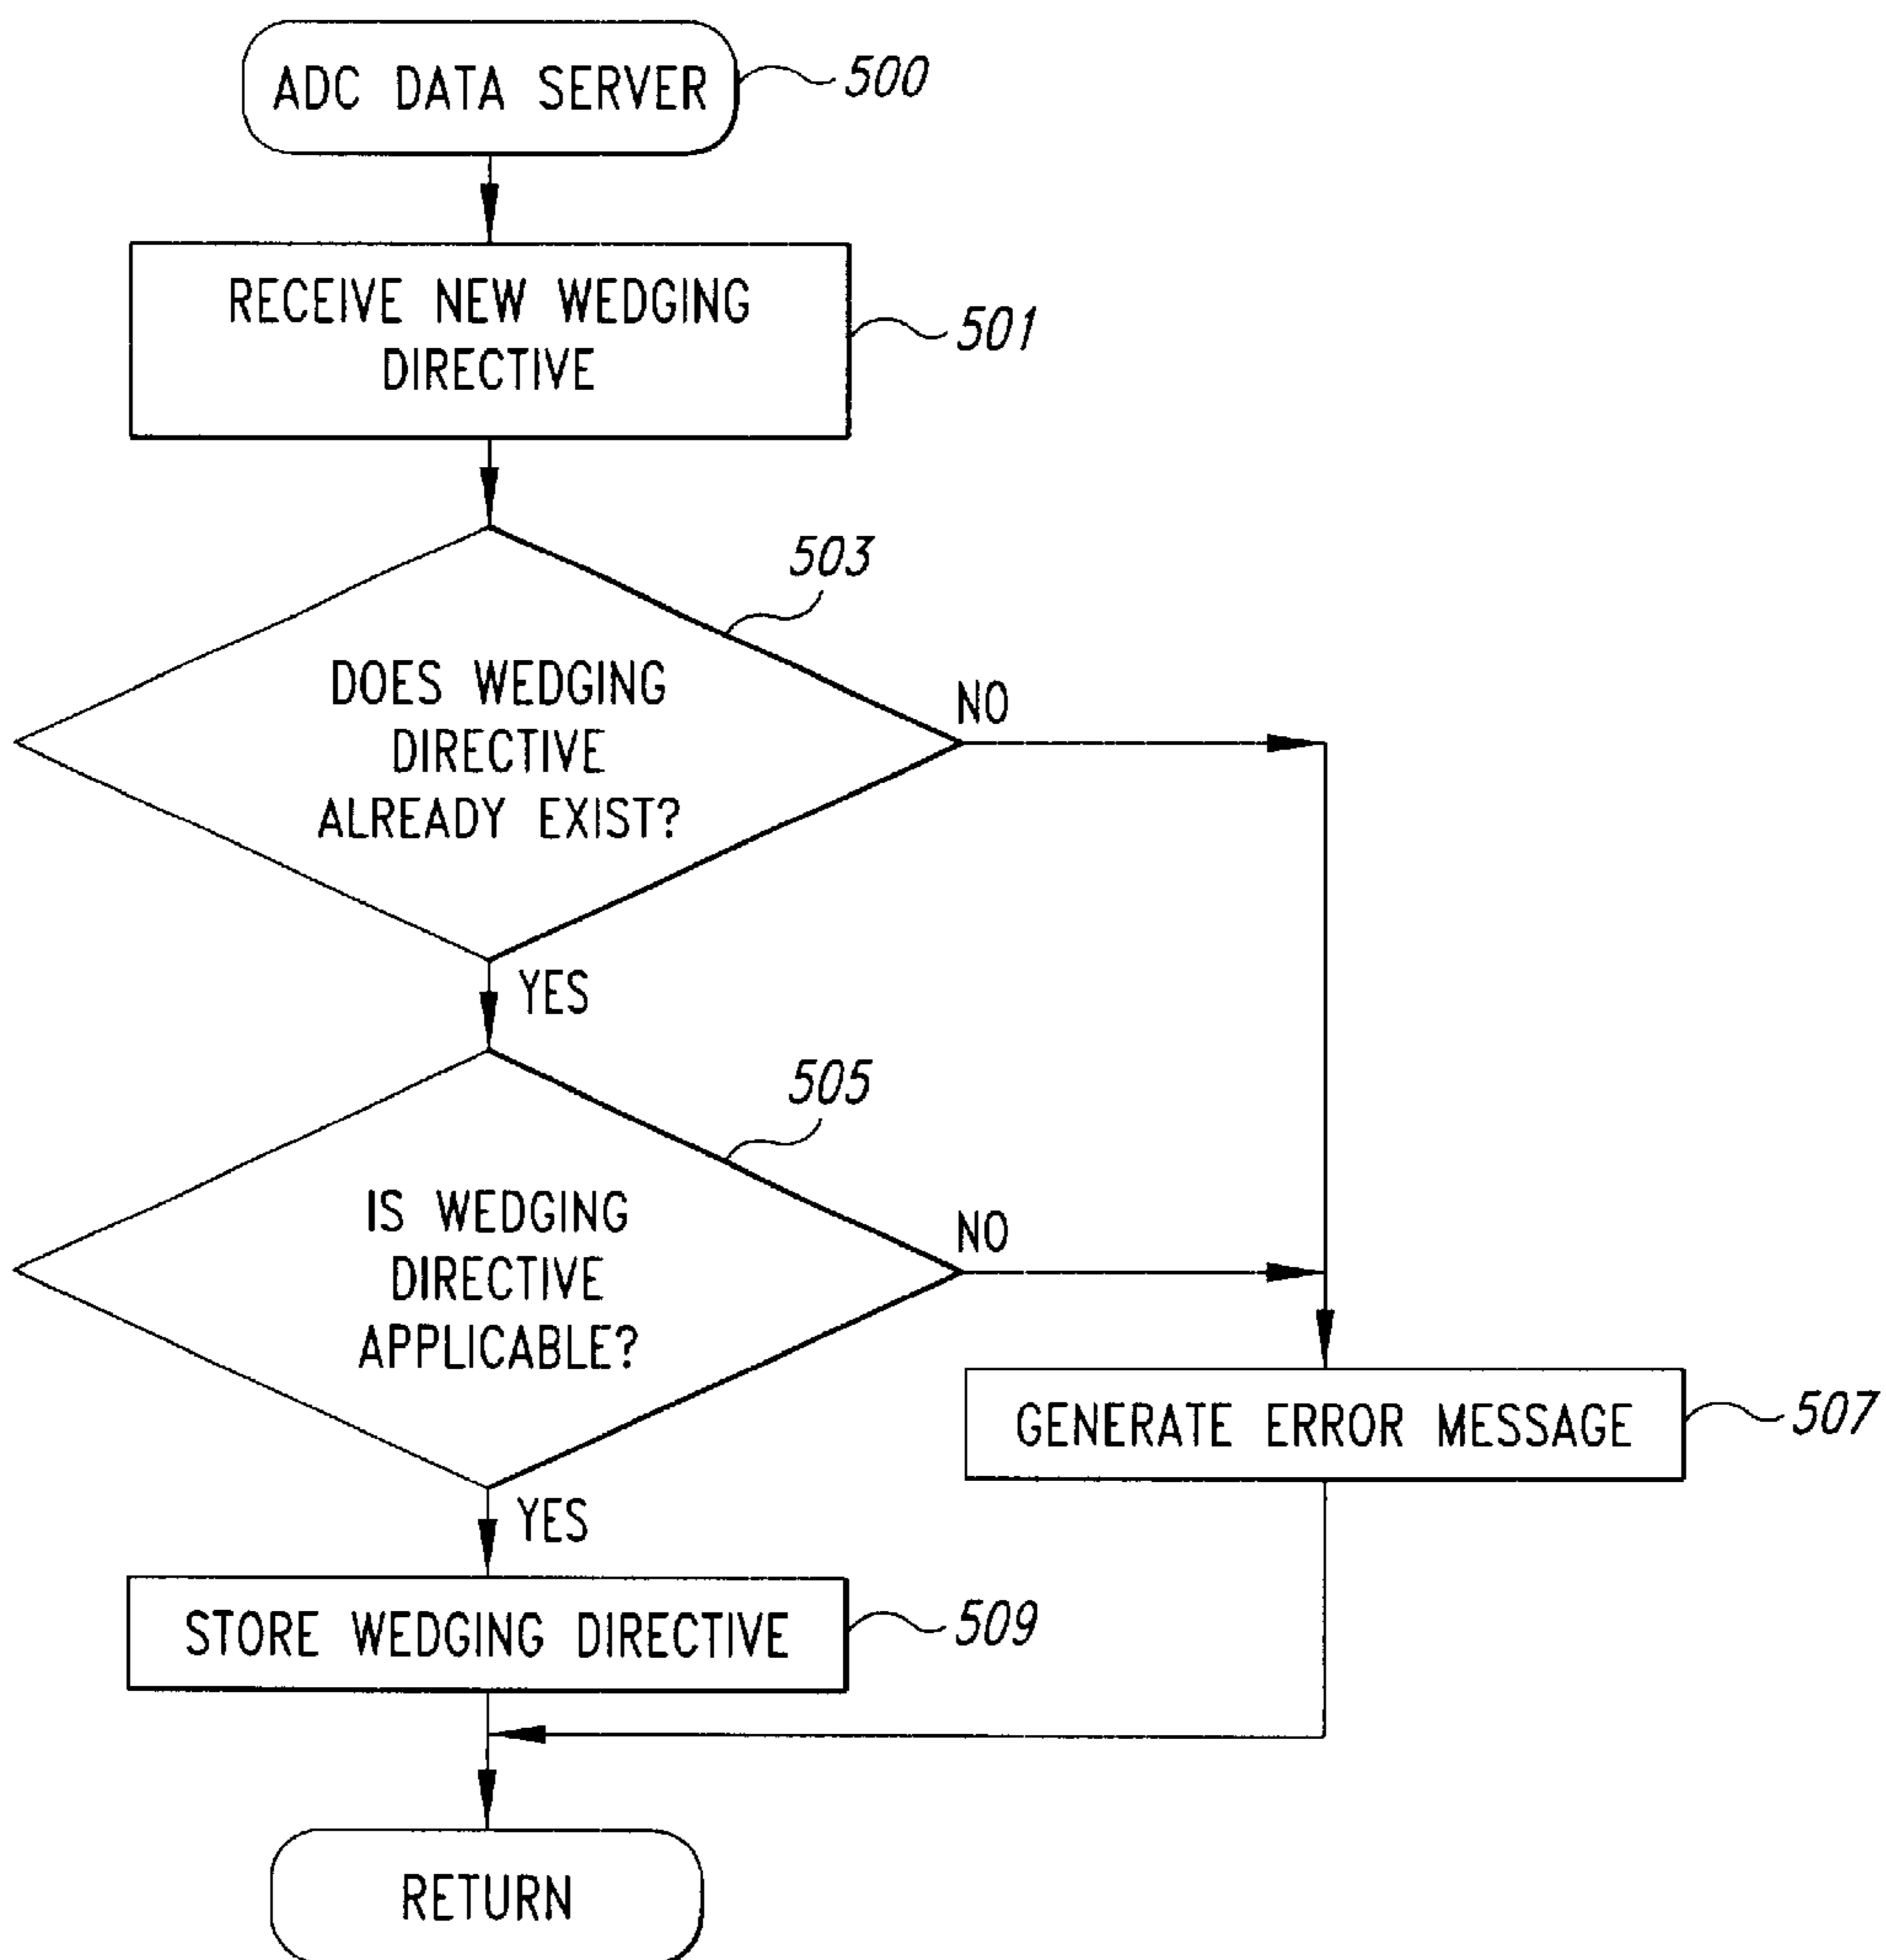 ADC DATA SERVER
500
RECEIVE NEW WEDGING
DIRECTIVE
501
503
DOES WEDGING
DIRECTIVE
ALREADY EXIST?
NO
YES
505
IS WEDGING
DIRECTIVE
APPLICABLE?
NO
GENERATE ERROR MESSAGE
507
YES
STORE WEDGING DIRECTIVE
509
RETURN